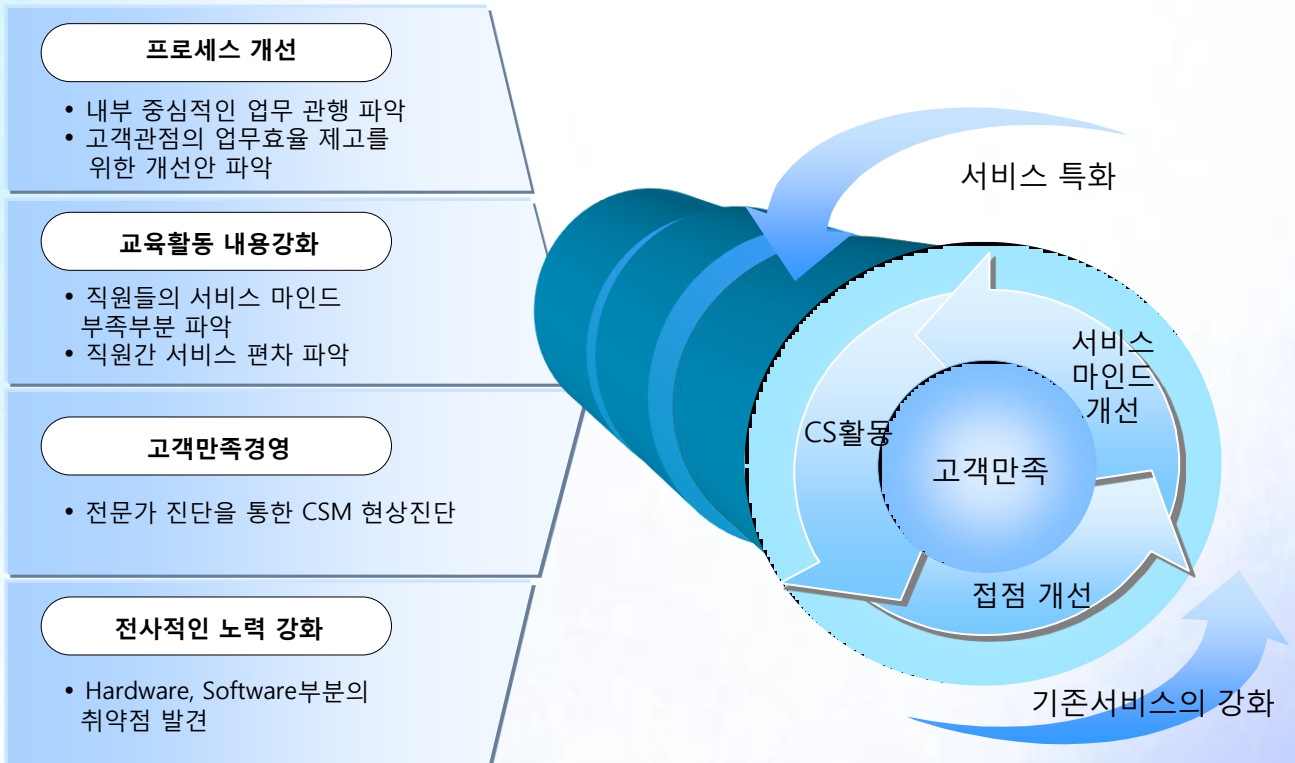 프로세스 개선
• 내부 중심적인 업무 관행 파악
• 고객관점의 업무효율 제고를
위한 개선안 파악
교육활동 내용강화
• 직원들의 서비스 마인드
부족부분 파악
• 직원간 서비스 편차 파악
고객만족경영
• 전문가 진단을 통한 CSM 현상진단
전사적인 노력 강화
• Hardware, Software부분의
취약점 발견
서비스 특화
서비스
마인드
개선
CS활동
고객만족
접점 개선
기존서비스의 강화